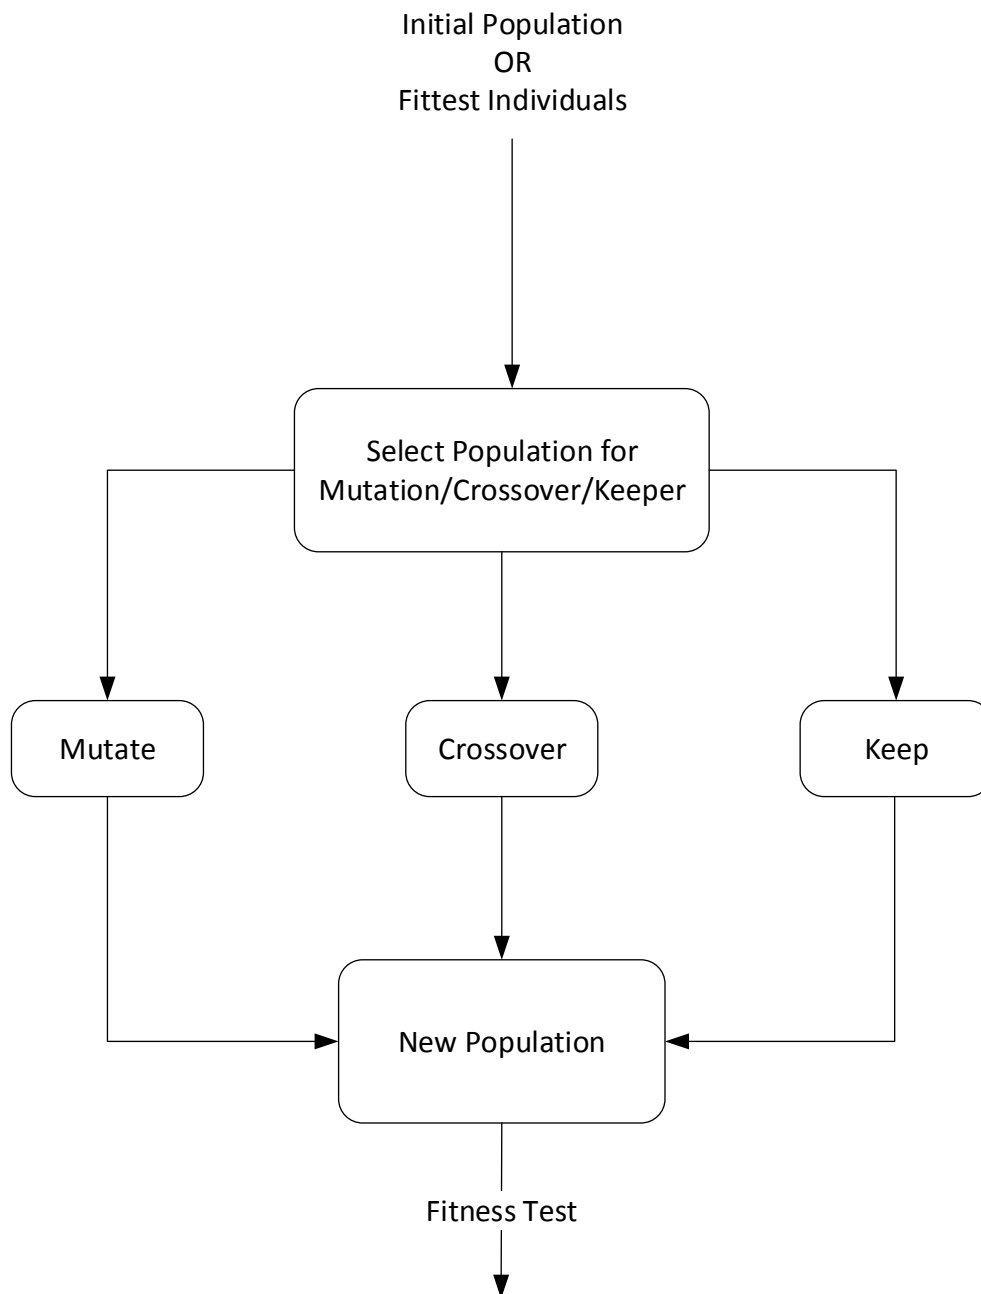 Initial Population
OR
Fittest Individuals
Select Population for
Mutation/Crossover/Keeper
Mutate
Crossover
Keep
New Population
Fitness Test